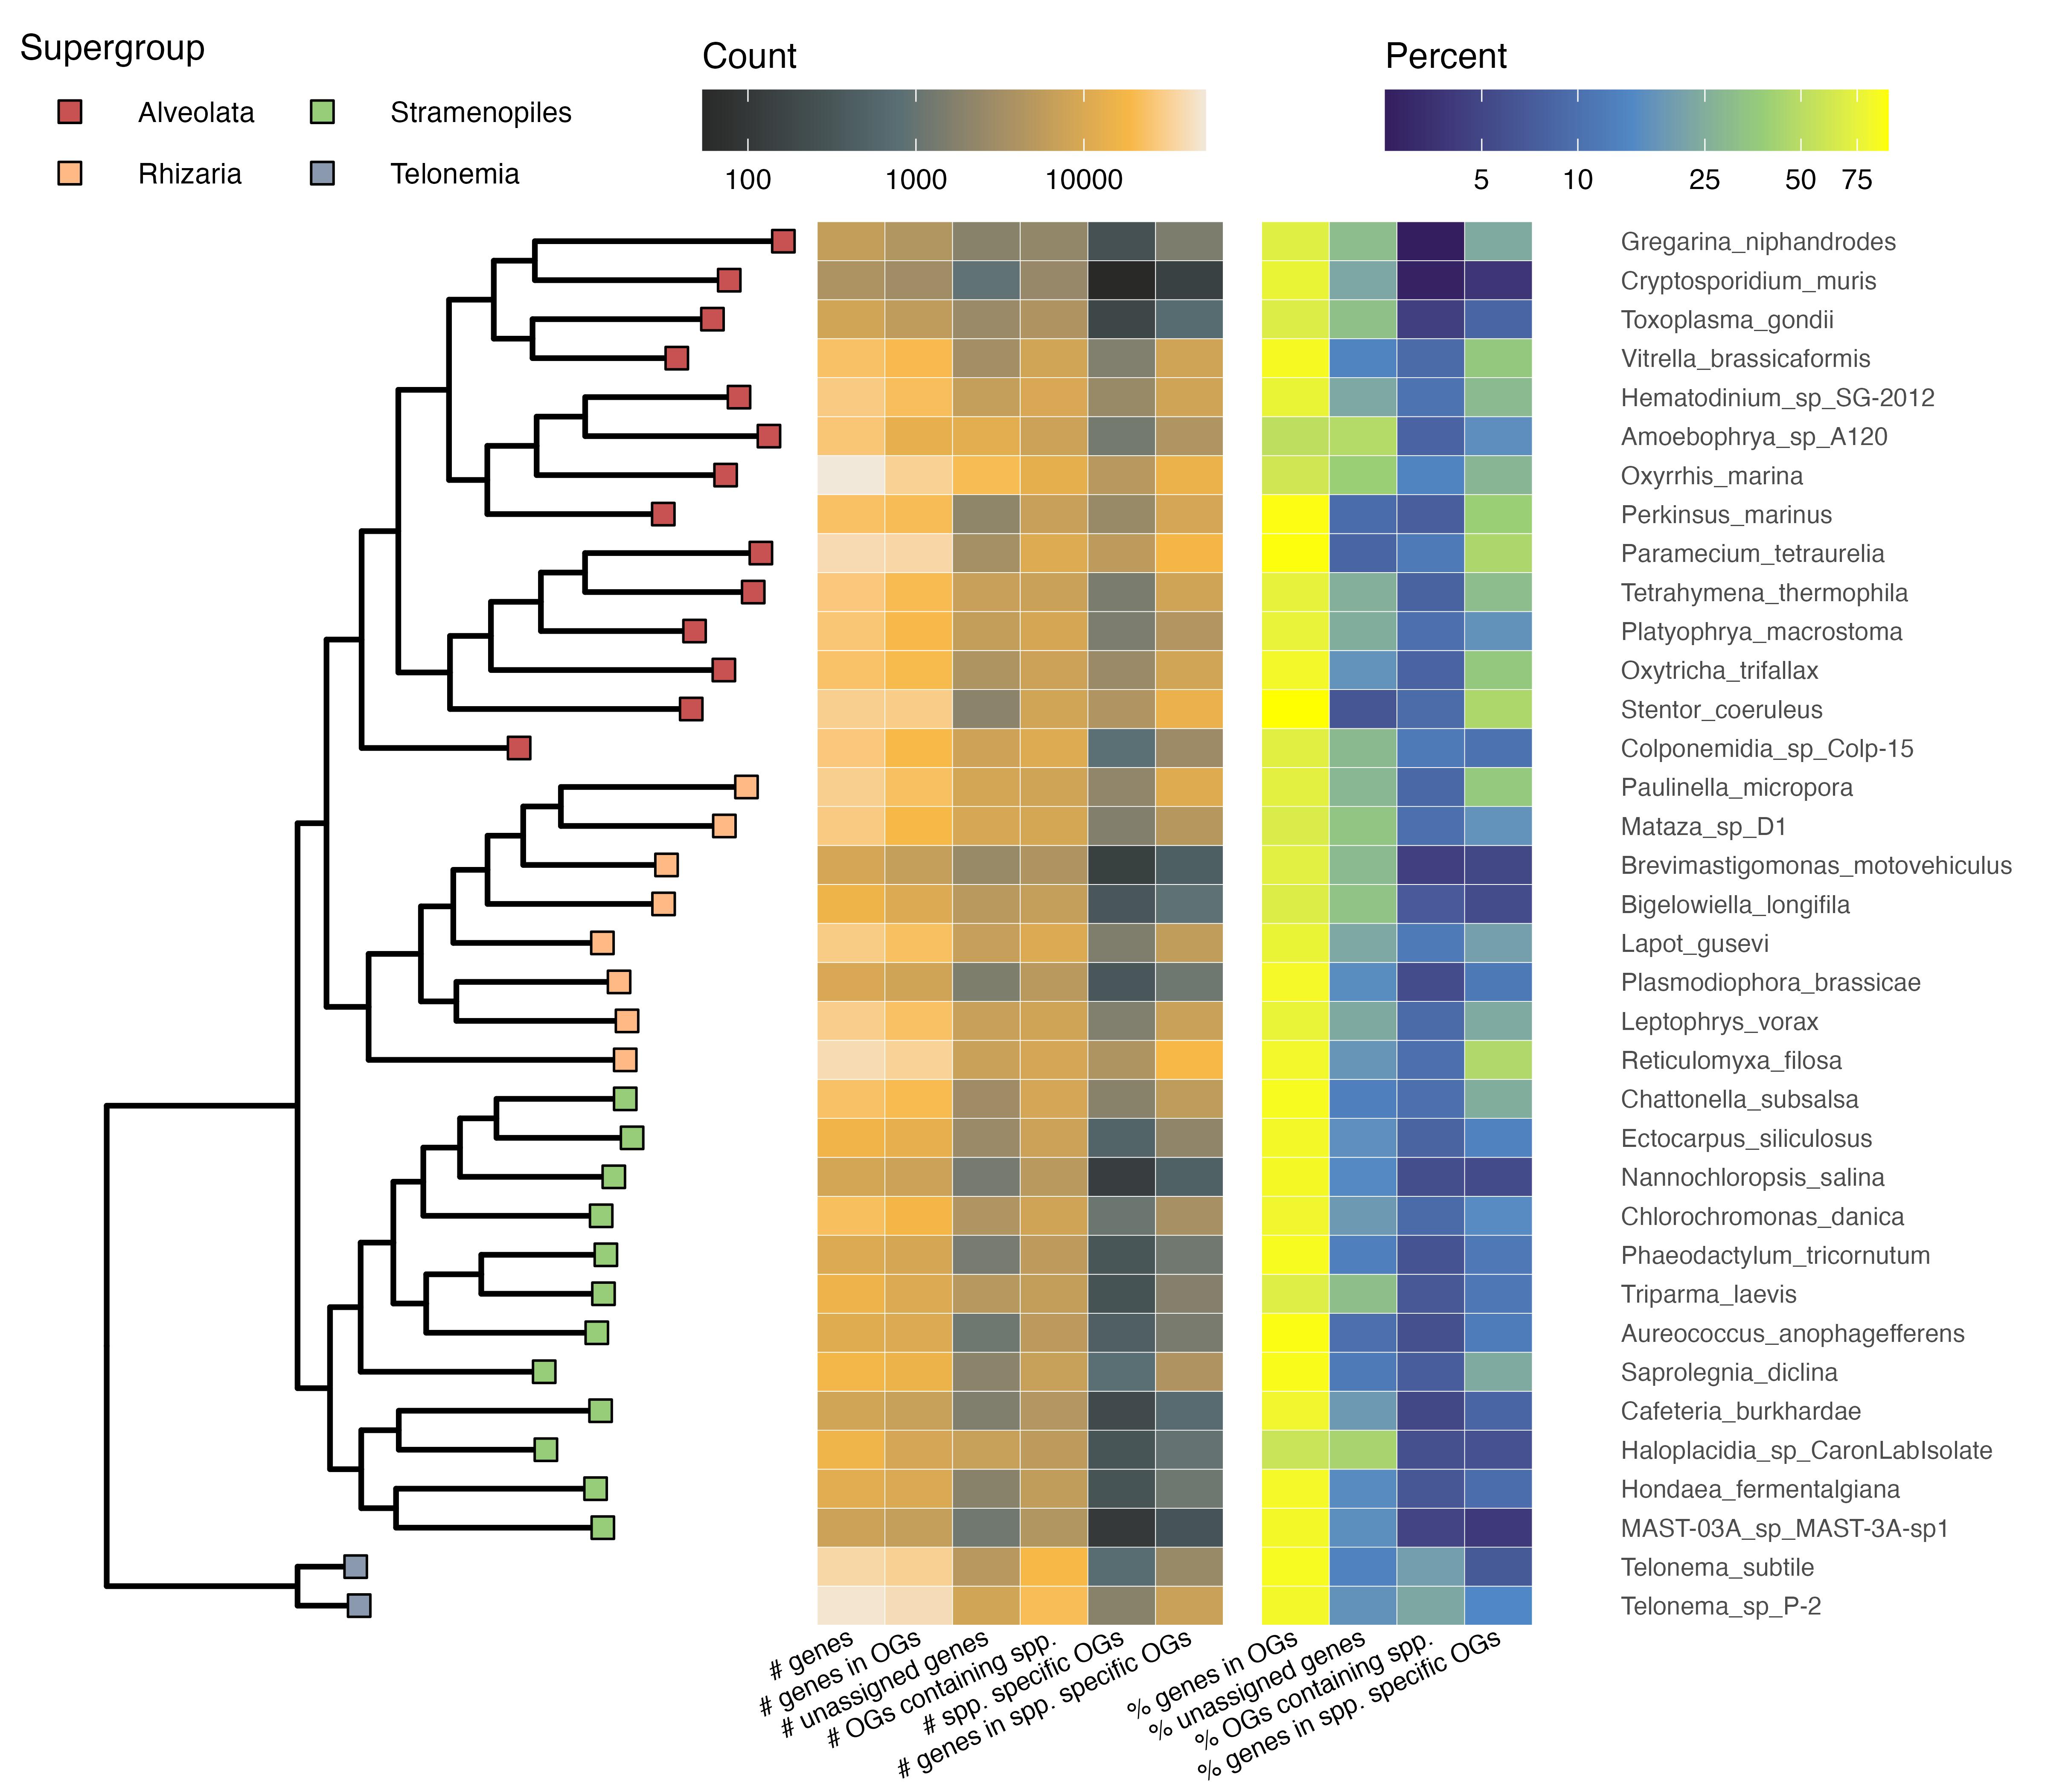 Supergroup
Alveolata
Stramenopiles
Rhizaria
Telonemia
Count
100 1000 10000
Percent
5 10 25 50 75
Gregarina_niphandrodes
Cryptosporidium_muris
Toxoplasma_gondii
Vitrella_brassicaformis
Hematodinium_sp_SG-2012
Amoebophrya_sp_A120
Oxyrrhis_marina
Perkinsus_marinus
Paramecium_tetraurelia
Tetrahymena_thermophila
Platyophrya_macrostoma
Oxytricha_trifallax
Stentor_coeruleus
Colponemidia_sp_Colp-15
Paulinella_micropora
Mataza_sp_D1
Brevimastigomonas_motovehiculus
Bigelowiella_longifila
Lapot_gusevi
Plasmodiophora_brassicae
Leptophrys_vorax
Reticulomyxa_filosa
Chattonella_subsalsa
Ectocarpus_siliculosus
Nannochloropsis_salina
Chlorochromonas_danica
Phaeodactylum_tricornutum
Triparma_laevis
Aureococcus_anophagefferens
Saprolegnia_diclina
Cafeteria_burkhardae
Haloplacidia_sp_CaronLabIsolate
Hondaea_fermentalgiana
MAST-03A_sp_MAST-3A-sp1
Telonema_subtile
Telonema_sp_P-2
# genes
# genes in OGs
# unassigned genes
# OGs containing spp.
# spp. specific OGs
# genes in spp. specific OGs
% genes in OGs
% unassigned genes
% OGs containing spp.
% genes in spp. specific OGs